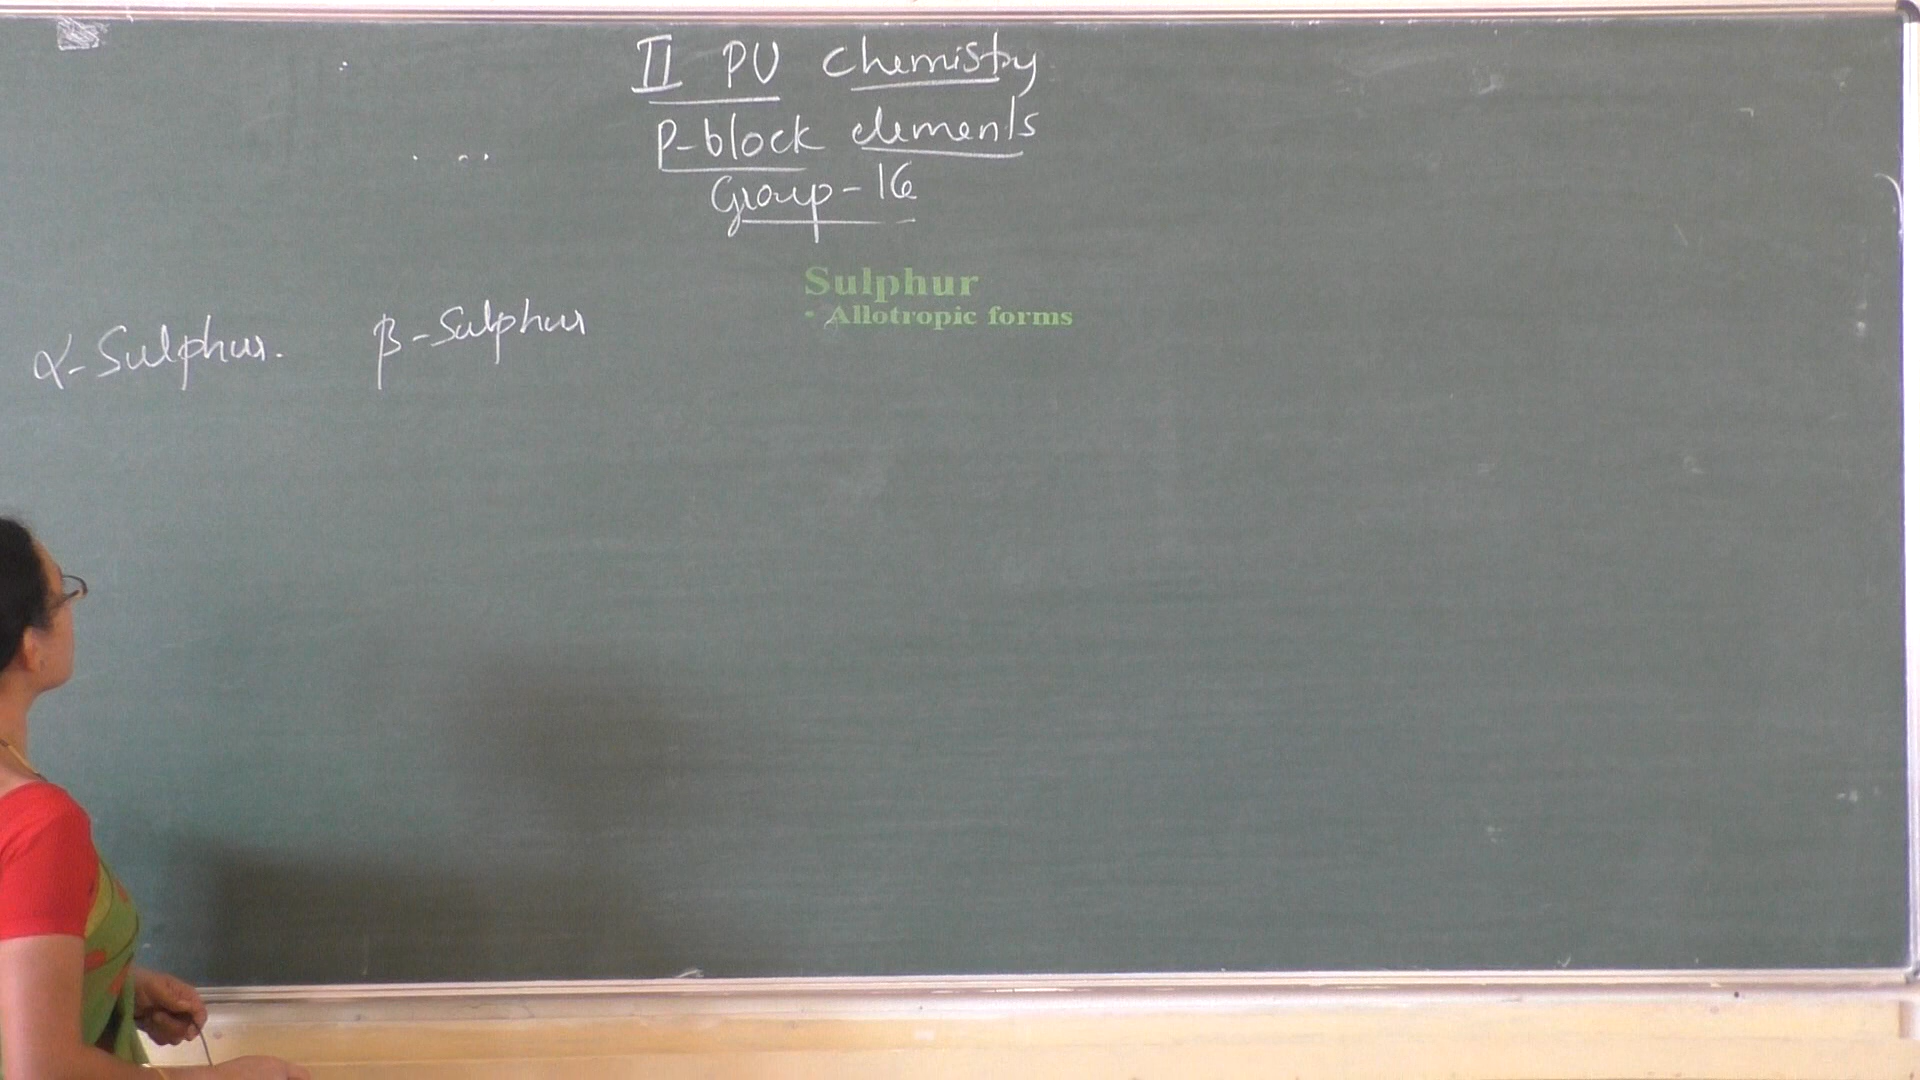 II PU Chemistry
P-block elements
Group-16
Sulphur
• Allotropic forms
α-Sulphur. β-Sulphur